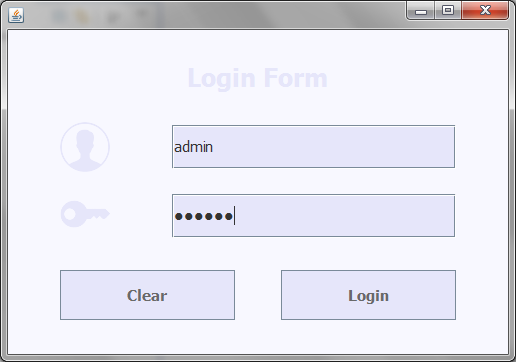 Login Form
admin
●●●●●●
Clear
Login